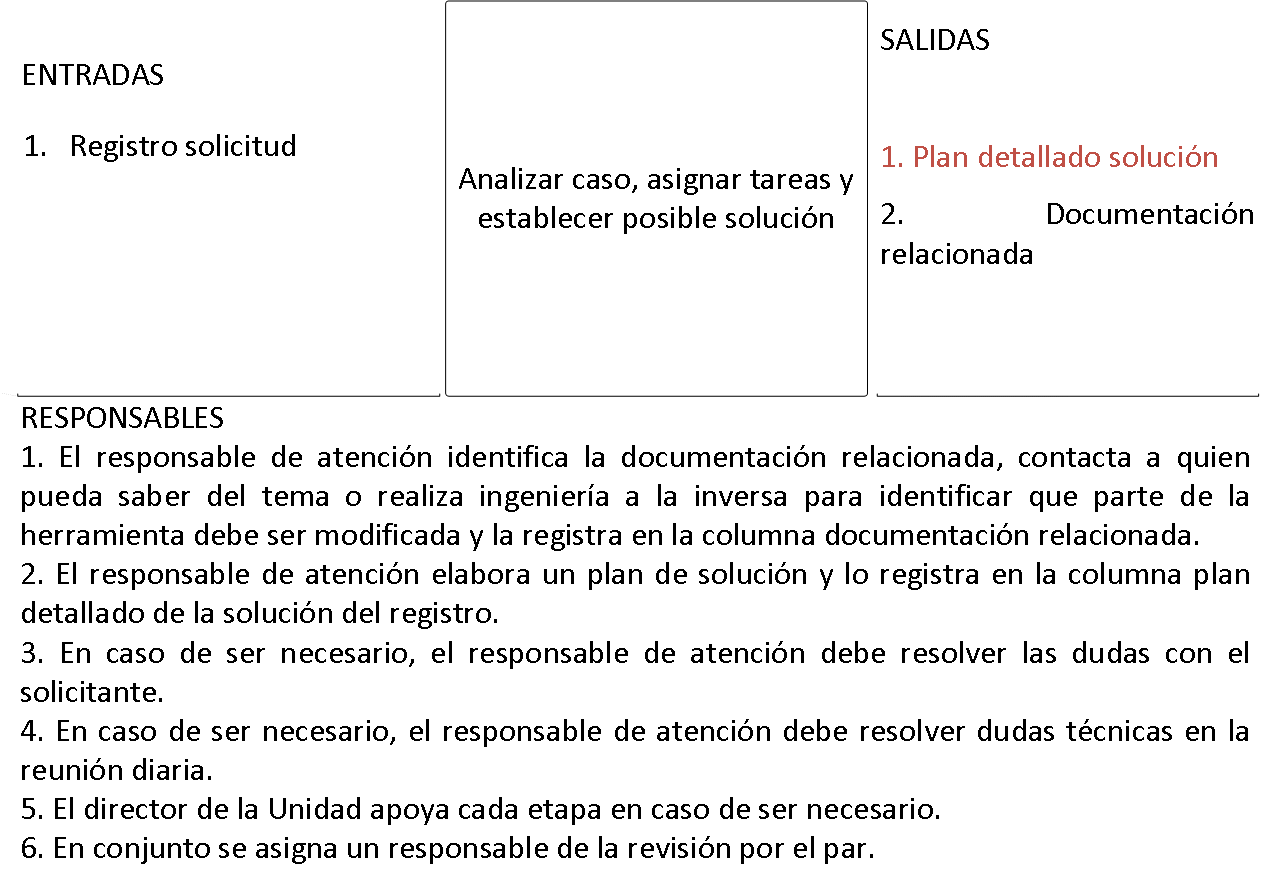 ENTRADAS
1. Registro solicitud
Analizar caso, asignar tareas y
establecer posible solución
SALIDAS
1. Plan detallado solución
2. Documentación
relacionada
RESPONSABLES
1. El responsable de atención identifica la documentación relacionada, contacta a quien
pueda saber del tema o realiza ingeniería a la inversa para identificar que parte de la
herramienta debe ser modificada y la registra en la columna documentación relacionada.
2. El responsable de atención elabora un plan de solución y lo registra en la columna plan
detallado de la solución del registro.
3. En caso de ser necesario, el responsable de atención debe resolver las dudas con el
solicitante.
4. En caso de ser necesario, el responsable de atención debe resolver dudas técnicas en la
reunión diaria.
5. El director de la Unidad apoya cada etapa en caso de ser necesario.
6. En conjunto se asigna un responsable de la revisión por el par.